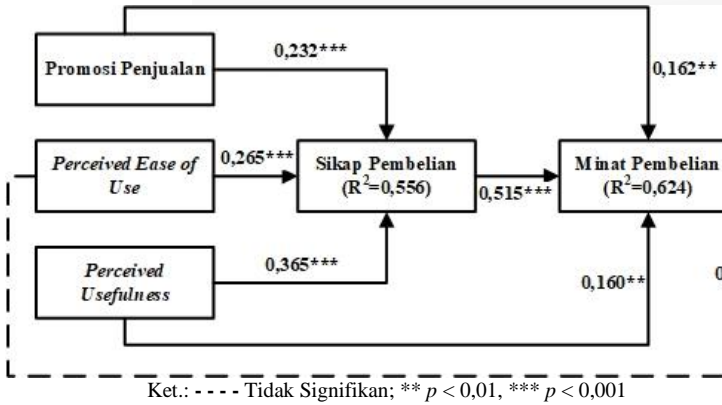 Promosi Penjualan
0,232***
0,162**
Perceived Ease of
Use
0,265***
Sikap Pembelian
(R²=0,556)
0,515***
Minat Pembelian
(R²=0,624)
Perceived
Usefulness
0,365***
0,160**
0
Ket.: - - - - Tidak Signifikan; ** p < 0,01, *** p < 0,001